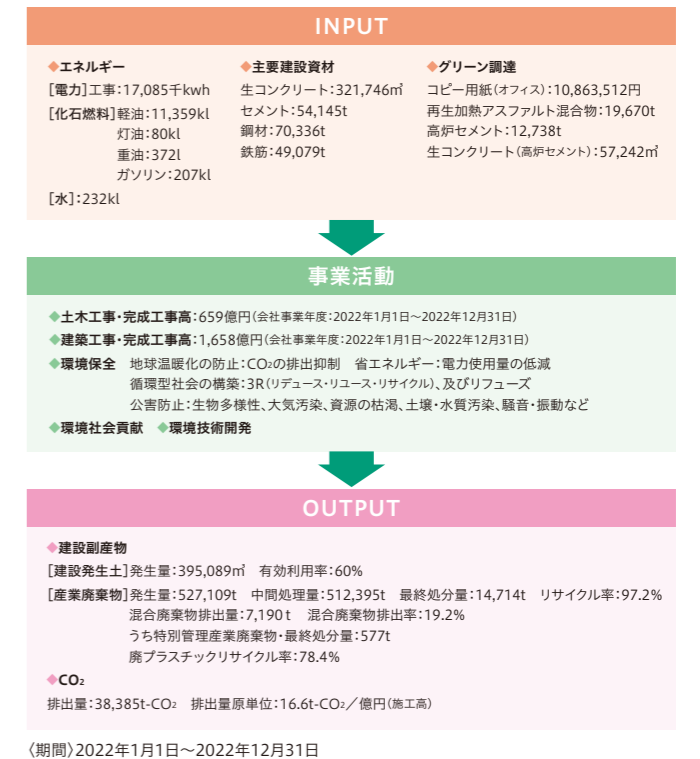 INPUT
◆エネルギー
[電力]工事:17,085千kwh
[化石燃料]軽油:11,359kl
灯油:80kl
重油:372l
ガソリン:207kl
[水]:232kl
◆主要建設資材
生コンクリート:321,746㎥
セメント:54,145t
鋼材:70,336t
鉄筋:49,079t
◆グリーン調達
コピー用紙(オフィス):10,863,512円
再生加熱アスファルト混合物:19,670t
高炉セメント:12,738t
生コンクリート(高炉セメント):57,242㎥
事業活動
◆土木工事・完成工事高:659億円(会社事業年度:2022年1月1日〜2022年12月31日)
◆建築工事・完成工事高:1,658億円(会社事業年度:2022年1月1日〜2022年12月31日)
◆環境保全 地球温暖化の防止:CO₂の排出抑制 省エネルギー:電力使用量の低減
循環型社会の構築:3R(リデュース・リユース・リサイクル)、及びリフューズ
公害防止:生物多様性、大気汚染、資源の枯渇、土壌・水質汚染、騒音・振動など
◆環境社会貢献 ◆環境技術開発
OUTPUT
◆建設副産物
[建設発生土]発生量:395,089㎥ 有効利用率:60%
[産業廃棄物]発生量:527,109t 中間処理量:512,395t 最終処分量:14,714t リサイクル率:97.2%
混合廃棄物排出量:7,190t 混合廃棄物排出率:19.2%
うち特別管理産業廃棄物・最終処分量:577t
廃プラスチックリサイクル率:78.4%
◆CO₂
排出量:38,385t-CO₂ 排出量原単位:16.6t-CO₂/億円(施工高)
〈期間〉2022年1月1日〜2022年12月31日